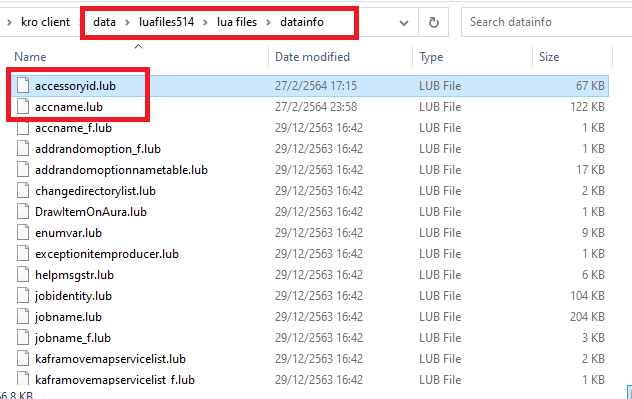 kro client > data > luafiles514 > lua files > datainfo
Search datainfo
Name Date modified Type Size
accessoryid.lub 27/2/2564 17:15 LUB File 67 KB
accname.lub 27/2/2564 23:58 LUB File 122 KB
accname_f.lub 29/12/2563 16:42 LUB File 1 KB
addrandomoption_f.lub 29/12/2563 16:42 LUB File 1 KB
addrandomoptionnametable.lub 29/12/2563 16:42 LUB File 17 KB
changedirectorylist.lub 29/12/2563 16:42 LUB File 2 KB
DrawItemOnAura.lub 29/12/2563 16:42 LUB File 1 KB
enumvar.lub 29/12/2563 16:42 LUB File 9 KB
exceptionitemproducer.lub 29/12/2563 16:42 LUB File 1 KB
helpmsgstr.lub 29/12/2563 16:42 LUB File 6 KB
jobidentity.lub 29/12/2563 16:42 LUB File 104 KB
jobname.lub 29/12/2563 16:42 LUB File 204 KB
jobname_f.lub 29/12/2563 16:42 LUB File 3 KB
kaframovemapservicelist.lub 29/12/2563 16:42 LUB File 2 KB
kaframovemapservicelist_f.lub 29/12/2563 16:42 LUB File 1 KB
6.8 KB